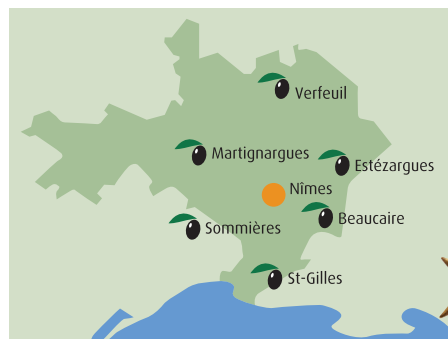 Verfeuil
Martignargues
Estézargues
Nîmes
Beaucaire
Sommières
St-Gilles